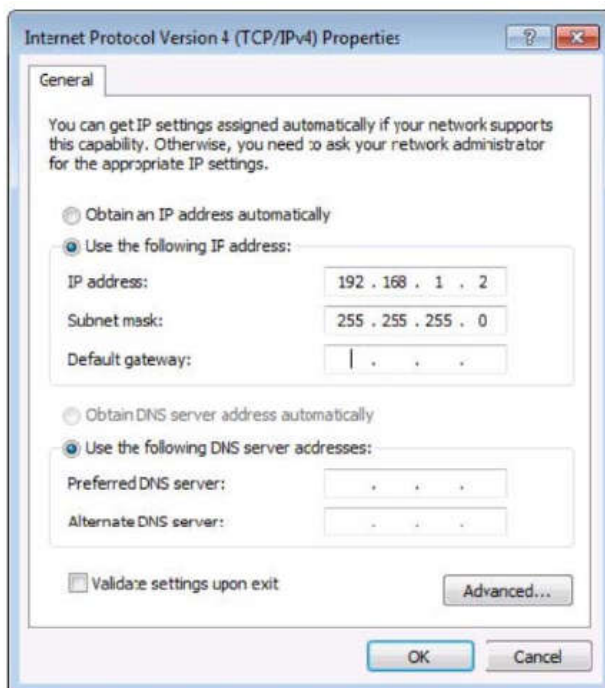 Internet Protocol Version 4 (TCP/IPv4) Properties
General
You can get IP settings assigned automatically if your network supports
this capability. Otherwise, you need to ask your network administrator
for the appropriate IP settings.
Obtain an IP address automatically
Use the following IP address:
IP address: 192 . 168 . 1 . 2
Subnet mask: 255 . 255 . 255 . 0
Default gateway: . . .
Obtain DNS server address automatically
Use the following DNS server addresses:
Preferred DNS server: . . .
Alternate DNS server: . . .
Validate settings upon exit
Advanced...
OK Cancel